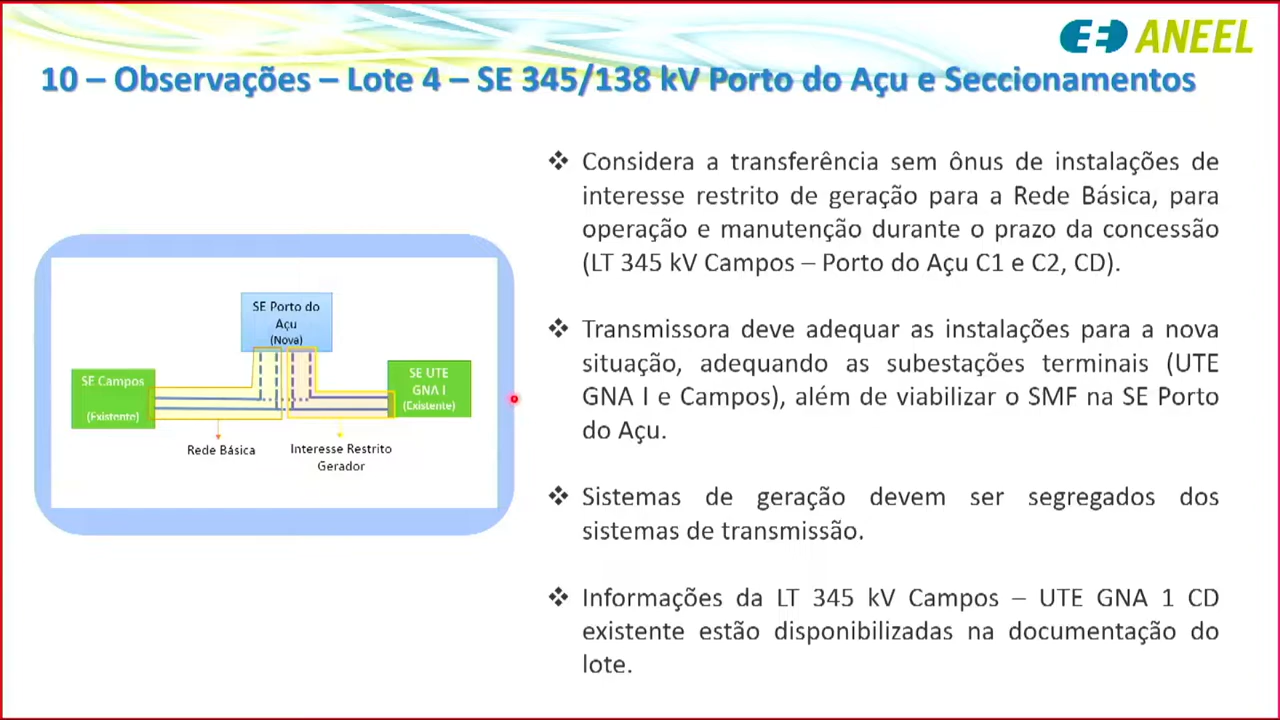 ANEEL
10 – Observações – Lote 4 – SE 345/138 kV Porto do Açu e Seccionamentos
❖ Considera a transferência sem ônus de instalações de
interesse restrito de geração para a Rede Básica, para
operação e manutenção durante o prazo da concessão
(LT 345 kV Campos – Porto do Açu C1 e C2, CD).
❖ Transmissora deve adequar as instalações para a nova
situação, adequando as subestações terminais (UTE
GNA I e Campos), além de viabilizar o SMF na SE Porto
do Açu.
❖ Sistemas de geração devem ser segregados dos
sistemas de transmissão.
❖ Informações da LT 345 kV Campos – UTE GNA 1 CD
existente estão disponibilizadas na documentação do
lote.
SE Porto do
Açu
(Nova)
SE Campos
(Existente)
SE UTE
GNA I
(Existente)
Rede Básica
Interesse Restrito
Gerador